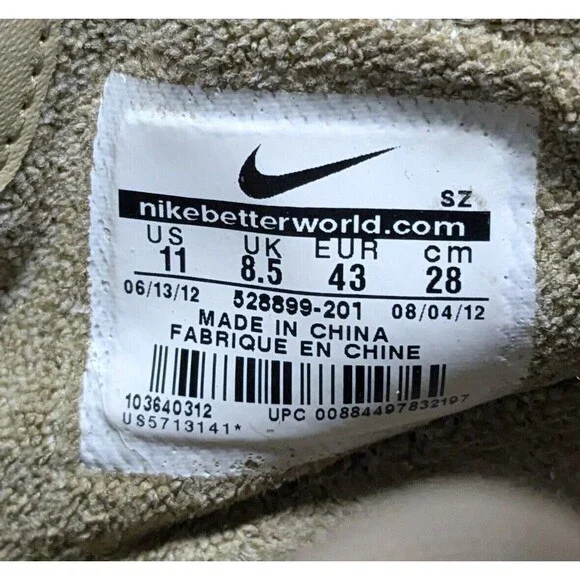 SZ
nikebetterworld.com
US UK EUR cm
11 8.5 43 28
06/13/12 528899-201 08/04/12
MADE IN CHINA
FABRIQUE EN CHINE
103640312 UPC 00884497832197
US5713141*